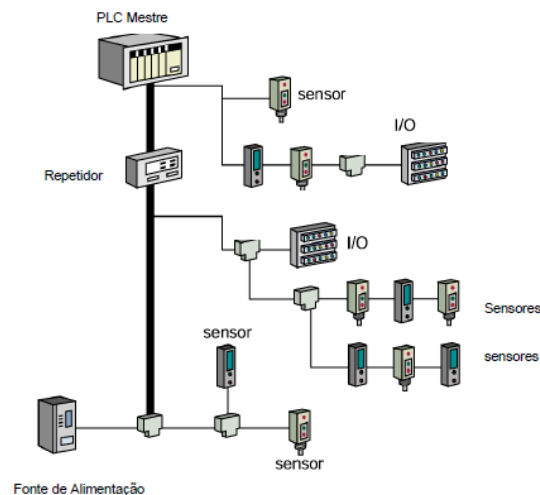 PLC Mestre
sensor
I/O
Repetidor
I/O
Sensores
sensor
sensores
sensor
Fonte de Alimentação